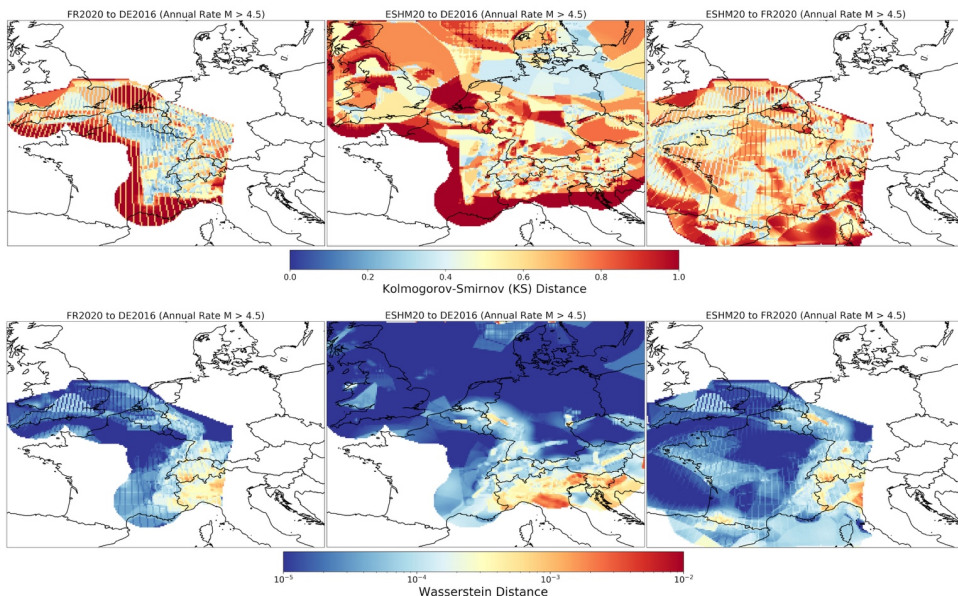 FR2020 to DE2016 (Annual Rate M > 4.5) ESHM20 to DE2016 (Annual Rate M > 4.5) ESHM20 to FR2020 (Annual Rate M > 4.5)
0.0 0.2 0.4 0.6 0.8 1.0
Kolmogorov-Smirnov (KS) Distance
FR2020 to DE2016 (Annual Rate M > 4.5) ESHM20 to DE2016 (Annual Rate M > 4.5) ESHM20 to FR2020 (Annual Rate M > 4.5)
10⁻⁵ 10⁻⁴ 10⁻³ 10⁻²
Wasserstein Distance